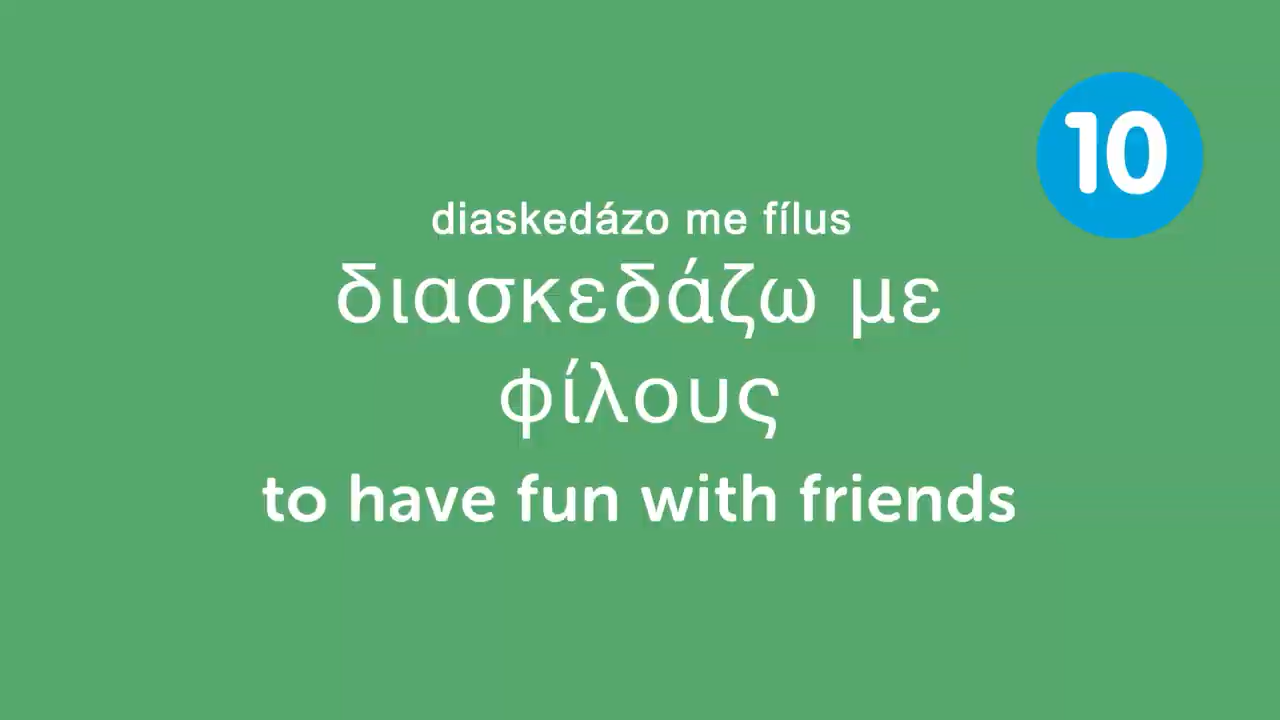 10
diaskedázo me fílus
διασκεδάζω με
φίλους
to have fun with friends